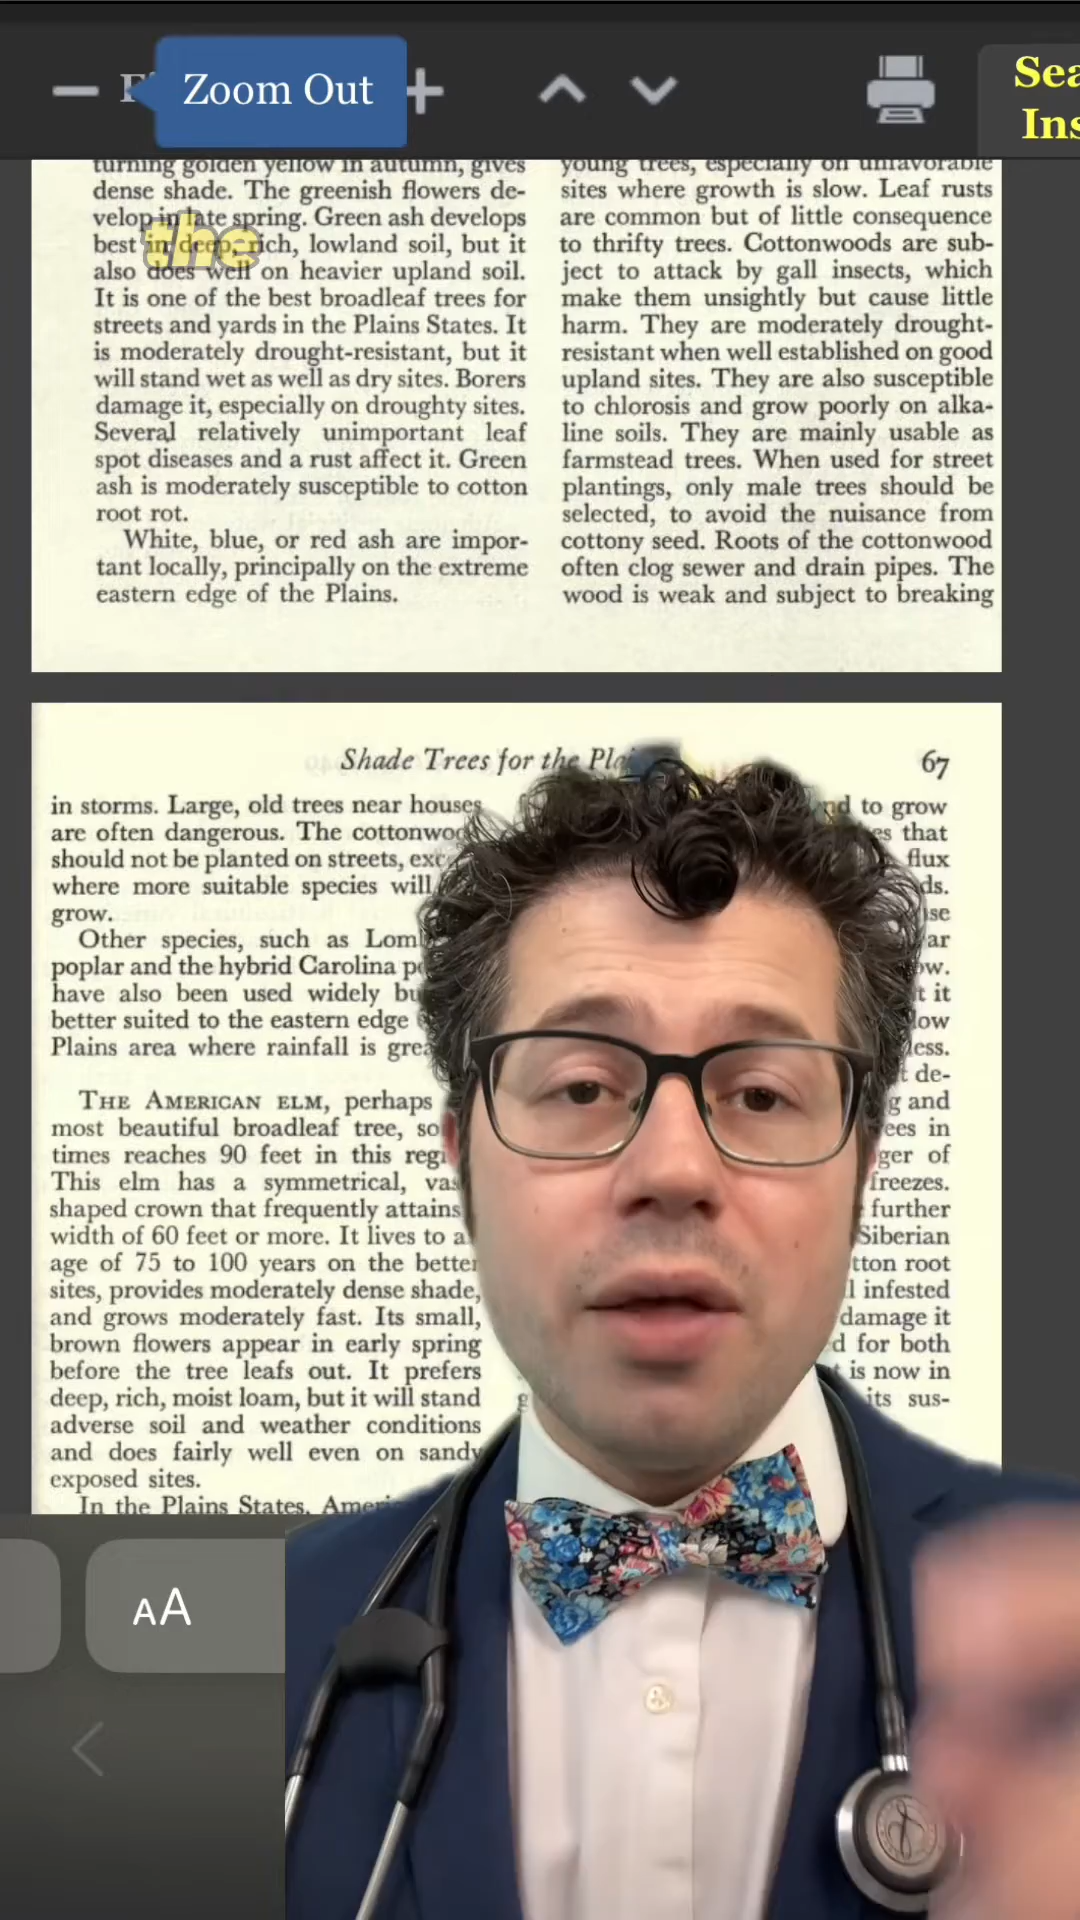 Zoom Out
Sea
Ins
turning golden yellow in autumn, gives
dense shade. The greenish flowers de-
velop in late spring. Green ash develops
best in deep, rich, lowland soil, but it
the
also does well on heavier upland soil.
It is one of the best broadleaf trees for
streets and yards in the Plains States. It
is moderately drought-resistant, but it
will stand wet as well as dry sites. Borers
damage it, especially on droughty sites.
Several relatively unimportant leaf
spot diseases and a rust affect it. Green
ash is moderately susceptible to cotton
root rot.
White, blue, or red ash are impor-
tant locally, principally on the extreme
eastern edge of the Plains.
young trees, especially on unfavorable
sites where growth is slow. Leaf rusts
are common but of little consequence
to thrifty trees. Cottonwoods are sub-
ject to attack by gall insects, which
make them unsightly but cause little
harm. They are moderately drought-
resistant when well established on good
upland sites. They are also susceptible
to chlorosis and grow poorly on alka-
line soils. They are mainly usable as
farmstead trees. When used for street
plantings, only male trees should be
selected, to avoid the nuisance from
cottony seed. Roots of the cottonwood
often clog sewer and drain pipes. The
wood is weak and subject to breaking
Shade Trees for the Pla
67
in storms. Large, old trees near houses
are often dangerous. The cottonwoo
should not be planted on streets, exc
where more suitable species will
grow.
Other species, such as Lom
poplar and the hybrid Carolina p
have also been used widely bu
better suited to the eastern edge
Plains area where rainfall is grea
THE AMERICAN ELM, perhaps
most beautiful broadleaf tree, so
times reaches 90 feet in this regi
This elm has a symmetrical, vas
shaped crown that frequently attains
width of 60 feet or more. It lives to a
age of 75 to 100 years on the better
sites, provides moderately dense shade,
and grows moderately fast. Its small,
brown flowers appear in early spring
before the tree leafs out. It prefers
deep, rich, moist loam, but it will stand
adverse soil and weather conditions
and does fairly well even on sandy
exposed sites.
In the Plains States, Ameri
nd to grow
es that
flux
ds.
se
ar
ow.
t it
low
less.
t de-
g and
ees in
ger of
freezes.
further
Siberian
tton root
l infested
damage it
d for both
t is now in
its sus-
AA